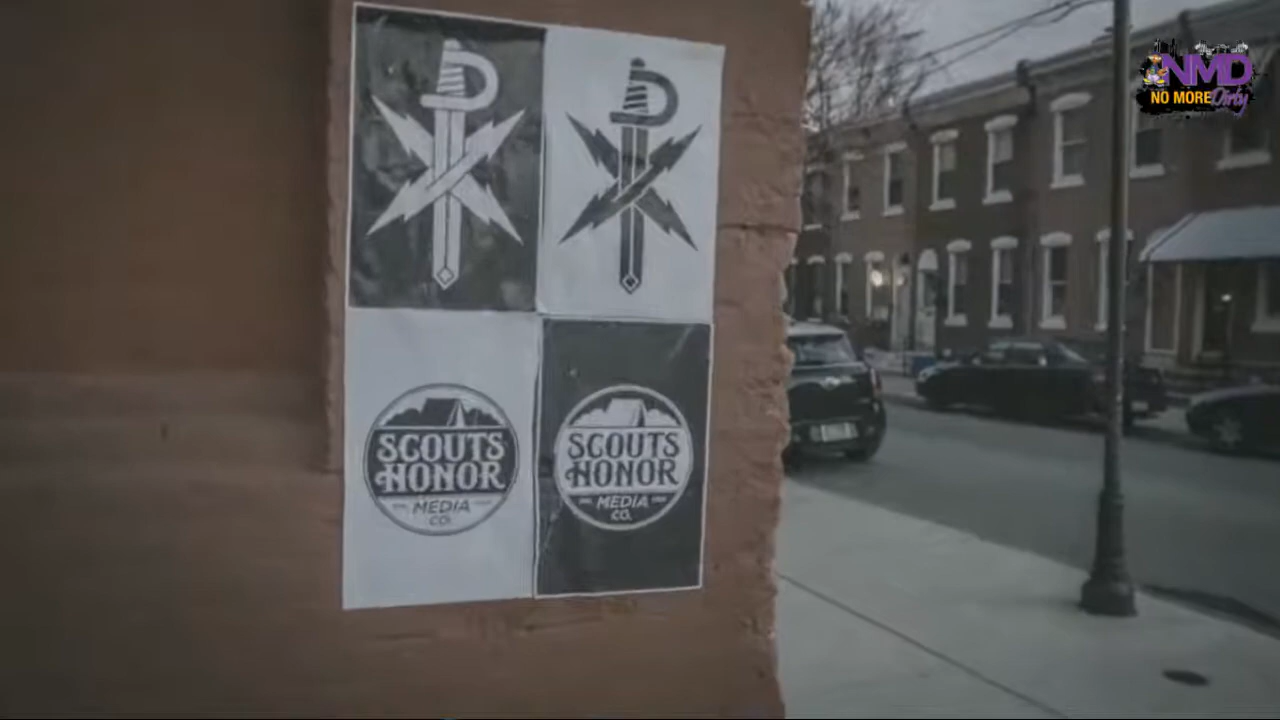 NMD
NO MORE Dirty
SCOUTS
HONOR
MEDIA
CO.
SCOUTS
HONOR
MEDIA
CO.